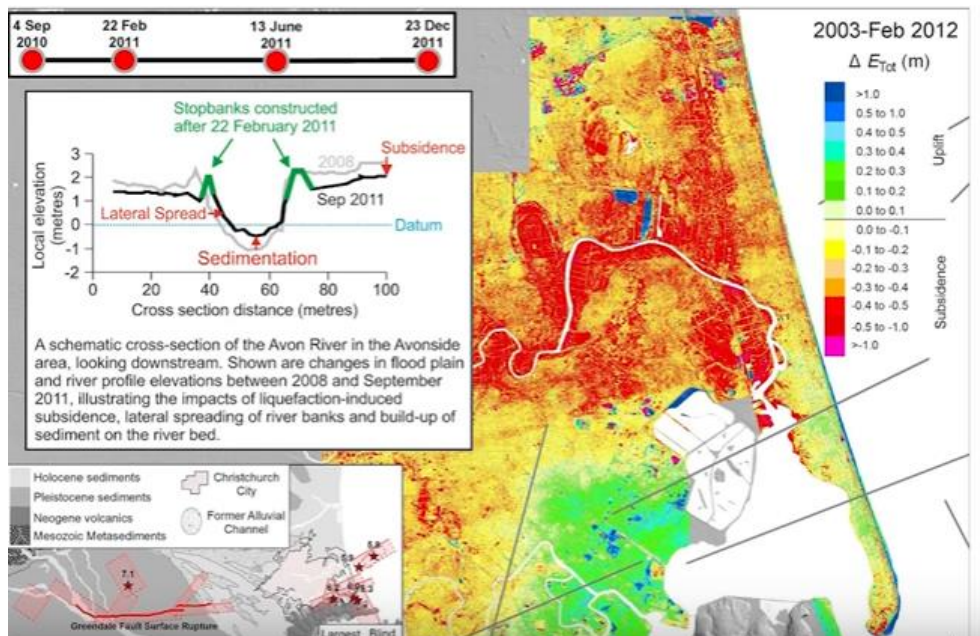 4 Sep
2010
22 Feb
2011
13 June
2011
23 Dec
2011
Stopbanks constructed
after 22 February 2011
2008
Subsidence
Sep 2011
Lateral Spread
Datum
Sedimentation
Local elevation
(metres)
3
2
1
0
-1
-2
0
20
40
60
80
100
Cross section distance (metres)
A schematic cross-section of the Avon River in the Avonside
area, looking downstream. Shown are changes in flood plain
and river profile elevations between 2008 and September
2011, illustrating the impacts of liquefaction-induced
subsidence, lateral spreading of river banks and build-up of
sediment on the river bed.
2003-Feb 2012
Δ E_Tot (m)
>1.0
0.5 to 1.0
0.4 to 0.5
0.3 to 0.4
0.2 to 0.3
0.1 to 0.2
0.0 to 0.1
0.0 to -0.1
-0.1 to -0.2
-0.2 to -0.3
-0.3 to -0.4
-0.4 to -0.5
-0.5 to -1.0
>-1.0
Uplift
Subsidence
Holocene sediments
Pleistocene sediments
Neogene volcanics
Mesozoic Metasediments
Christchurch
City
Former Alluvial
Channel
7.1
5.8
Greendale Fault Surface Rupture
Largest Blind